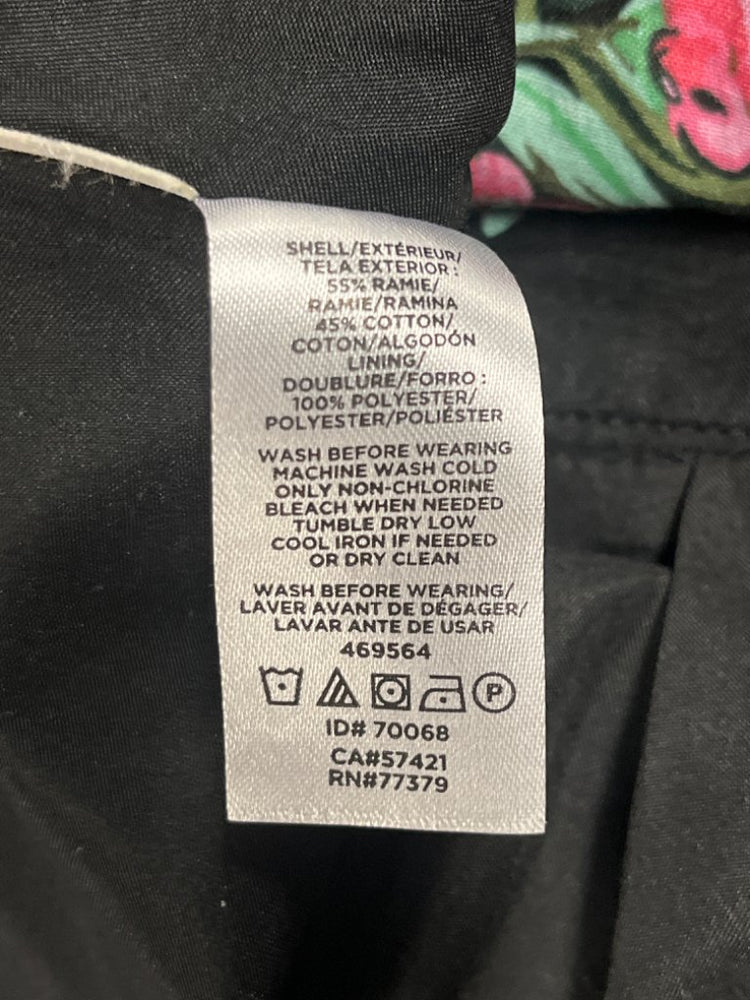 SHELL/EXTÉRIEUR/
TELA EXTERIOR :
55% RAMIE/
RAMIE/RAMINA
45% COTTON/
COTON/ALGODÓN
LINING/
DOUBLURE/FORRO :
100% POLYESTER/
POLYESTER/POLIÉSTER
WASH BEFORE WEARING
MACHINE WASH COLD
ONLY NON-CHLORINE
BLEACH WHEN NEEDED
TUMBLE DRY LOW
COOL IRON IF NEEDED
OR DRY CLEAN
WASH BEFORE WEARING/
LAVER AVANT DE DÉGAGER/
LAVAR ANTE DE USAR
469564
P
ID# 70068
CA#57421
RN#77379